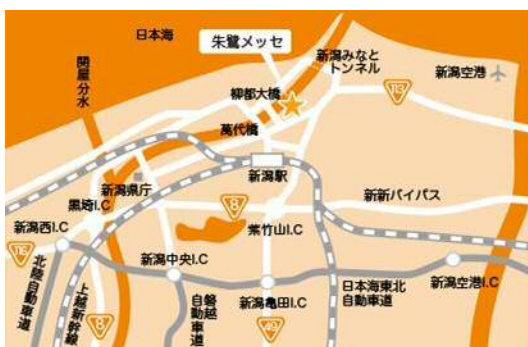 日本海
朱鷺メッセ
新潟みなと
トンネル
新潟空港
関屋分水
柳都大橋
113
萬代橋
新潟駅
新潟県庁
黒埼I.C
8
新新バイパス
新潟西I.C
紫竹山I.C
116
新潟中央I.C
北陸自動車道
上越新幹線
磐越
自動車道
新潟亀田I.C
日本海東北
自動車道
新潟空港I.C
8
49